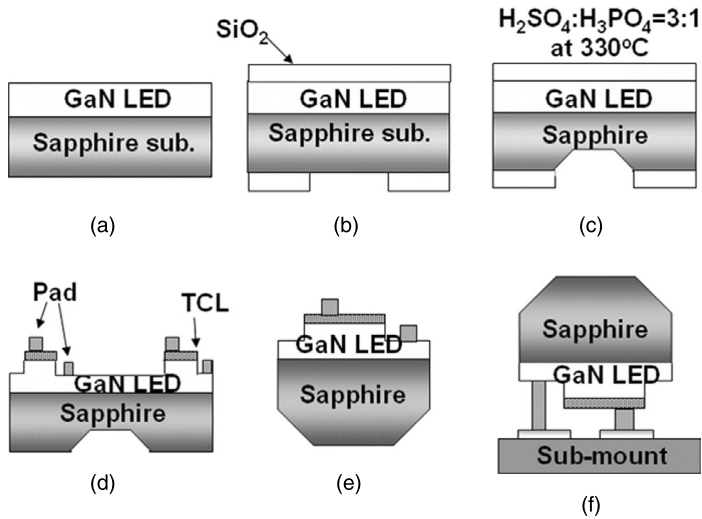 SiO₂
H₂SO₄:H₃PO₄=3:1
at 330°C
GaN LED
Sapphire sub.
GaN LED
Sapphire sub.
GaN LED
Sapphire
(a)
(b)
(c)
Pad
TCL
GaN LED
Sapphire
GaN LED
Sapphire
Sapphire
GaN LED
Sub-mount
(d)
(e)
(f)